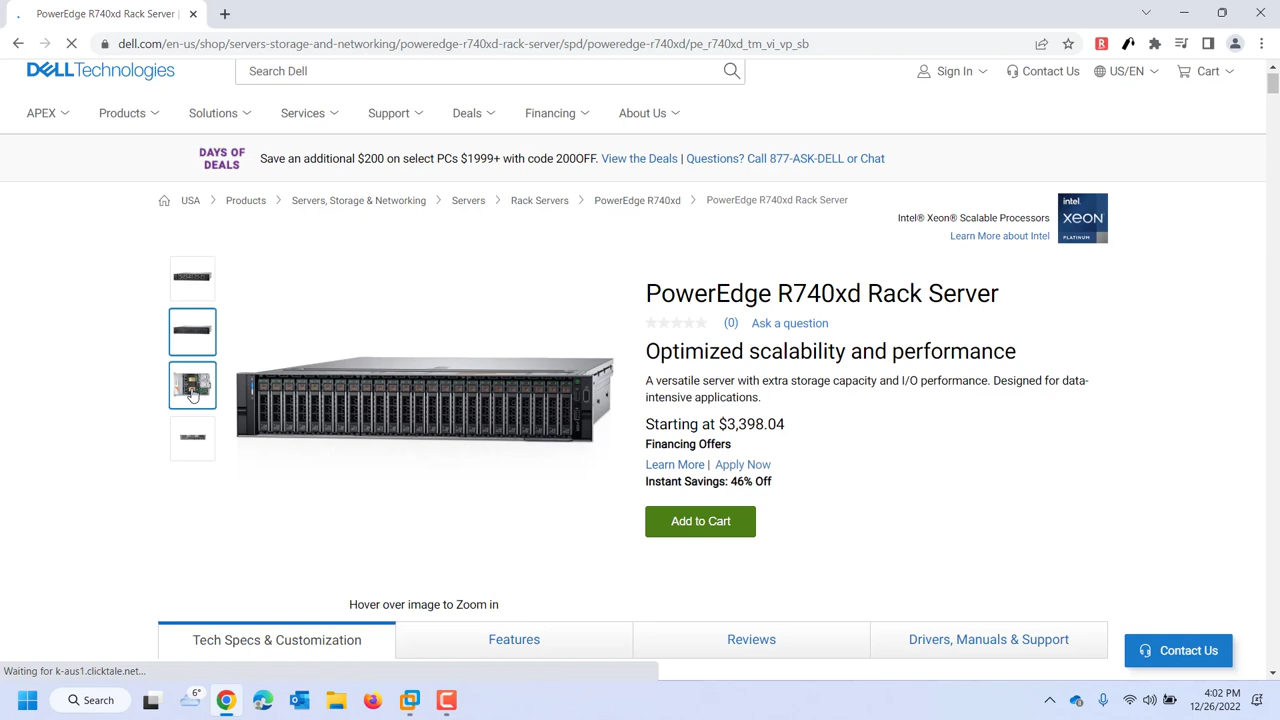 PowerEdge R740xd Rack Server |
dell.com/en-us/shop/servers-storage-and-networking/poweredge-r740xd-rack-server/spd/poweredge-r740xd/pe_r740xd_tm_vi_vp_sb
DELLTechnologies
Search Dell
Sign In
Contact Us
US/EN
Cart
APEX
Products
Solutions
Services
Support
Deals
Financing
About Us
DAYS OF
DEALS
Save an additional $200 on select PCs $1999+ with code 200OFF. View the Deals | Questions? Call 877-ASK-DELL or Chat
USA
Products
Servers, Storage & Networking
Servers
Rack Servers
PowerEdge R740xd
PowerEdge R740xd Rack Server
Intel® Xeon® Scalable Processors
Learn More about Intel
intel.
XEON
PLATINUM
PowerEdge R740xd Rack Server
(0) Ask a question
Optimized scalability and performance
A versatile server with extra storage capacity and I/O performance. Designed for data-
intensive applications.
Starting at $3,398.04
Financing Offers
Learn More | Apply Now
Instant Savings: 46% Off
Add to Cart
Hover over image to Zoom in
Tech Specs & Customization
Features
Reviews
Drivers, Manuals & Support
Contact Us
Waiting for k-aus1.clicktale.net...
Search
6°
4:02 PM
12/26/2022